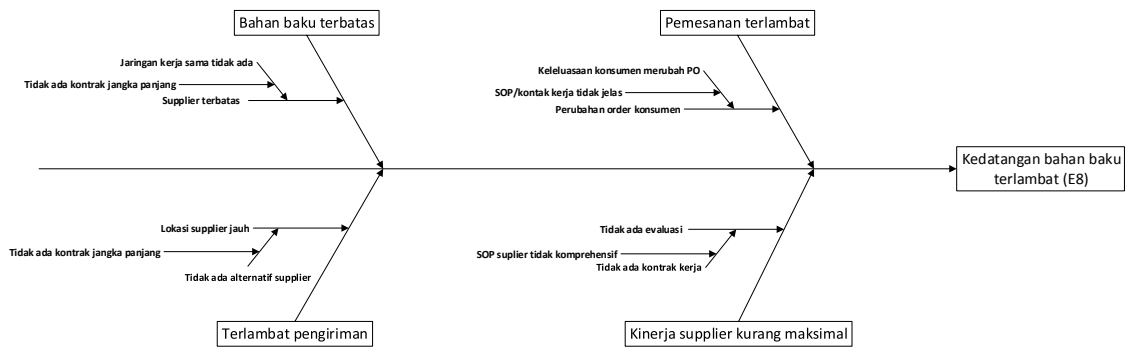 Bahan baku terbatas
Pemesanan terlambat
Jaringan kerja sama tidak ada
Tidak ada kontrak jangka panjang
Supplier terbatas
Keleluasaan konsumen merubah PO
SOP/kontak kerja tidak jelas
Perubahan order konsumen
Kedatangan bahan baku
terlambat (E8)
Lokasi supplier jauh
Tidak ada kontrak jangka panjang
Tidak ada alternatif supplier
Tidak ada evaluasi
SOP suplier tidak komprehensif
Tidak ada kontrak kerja
Terlambat pengiriman
Kinerja supplier kurang maksimal